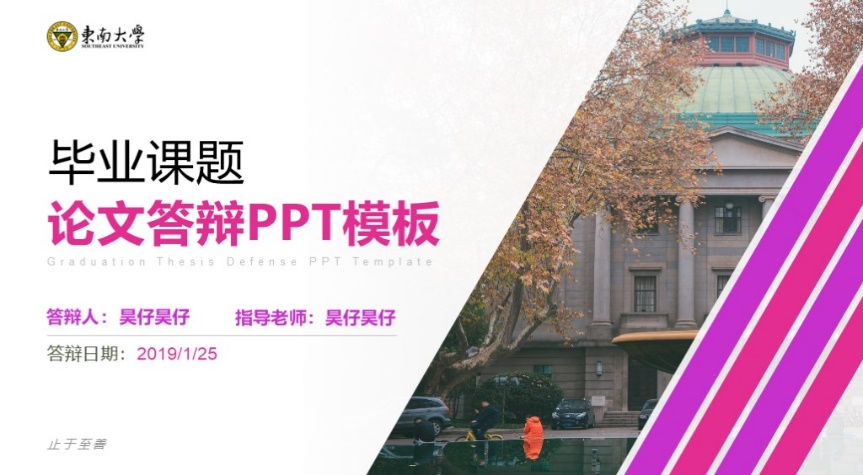 東南大學
SOUTHEAST UNIVERSITY
毕业课题
论文答辩PPT模板
Graduation Thesis Defense PPT Template
答辩人：昊仔昊仔 指导老师：昊仔昊仔
答辩日期：2019/1/25
止于至善